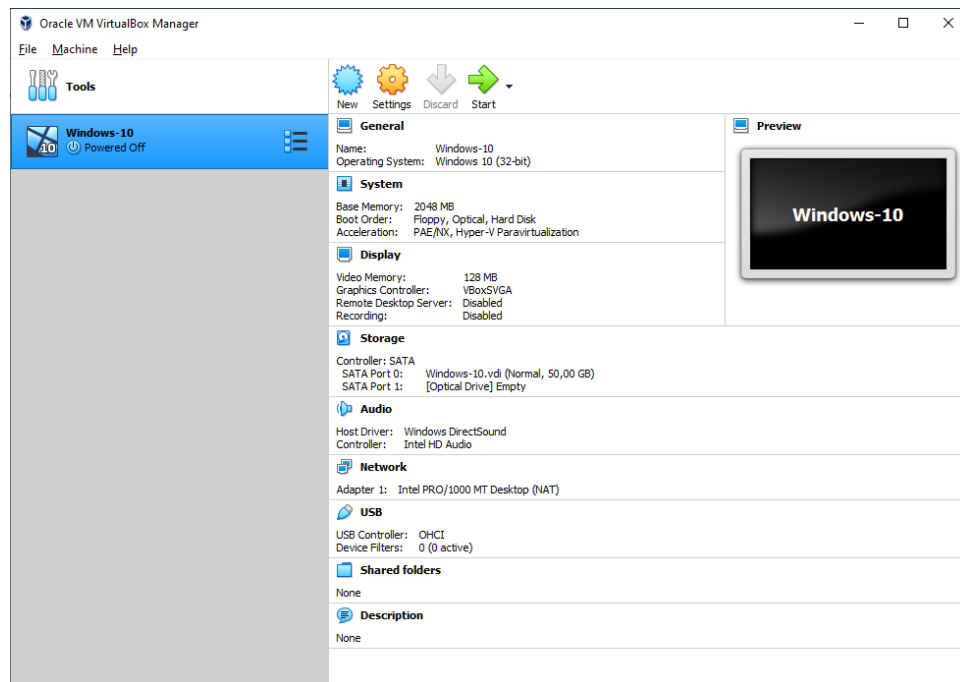 Oracle VM VirtualBox Manager
File Machine Help
Tools
New Settings Discard Start
Windows-10
10
Powered Off
General
Name: Windows-10
Operating System: Windows 10 (32-bit)
System
Base Memory: 2048 MB
Boot Order: Floppy, Optical, Hard Disk
Acceleration: PAE/NX, Hyper-V Paravirtualization
Display
Video Memory: 128 MB
Graphics Controller: VBoxSVGA
Remote Desktop Server: Disabled
Recording: Disabled
Preview
Windows-10
Storage
Controller: SATA
SATA Port 0: Windows-10.vdi (Normal, 50,00 GB)
SATA Port 1: [Optical Drive] Empty
Audio
Host Driver: Windows DirectSound
Controller: Intel HD Audio
Network
Adapter 1: Intel PRO/1000 MT Desktop (NAT)
USB
USB Controller: OHCI
Device Filters: 0 (0 active)
Shared folders
None
Description
None